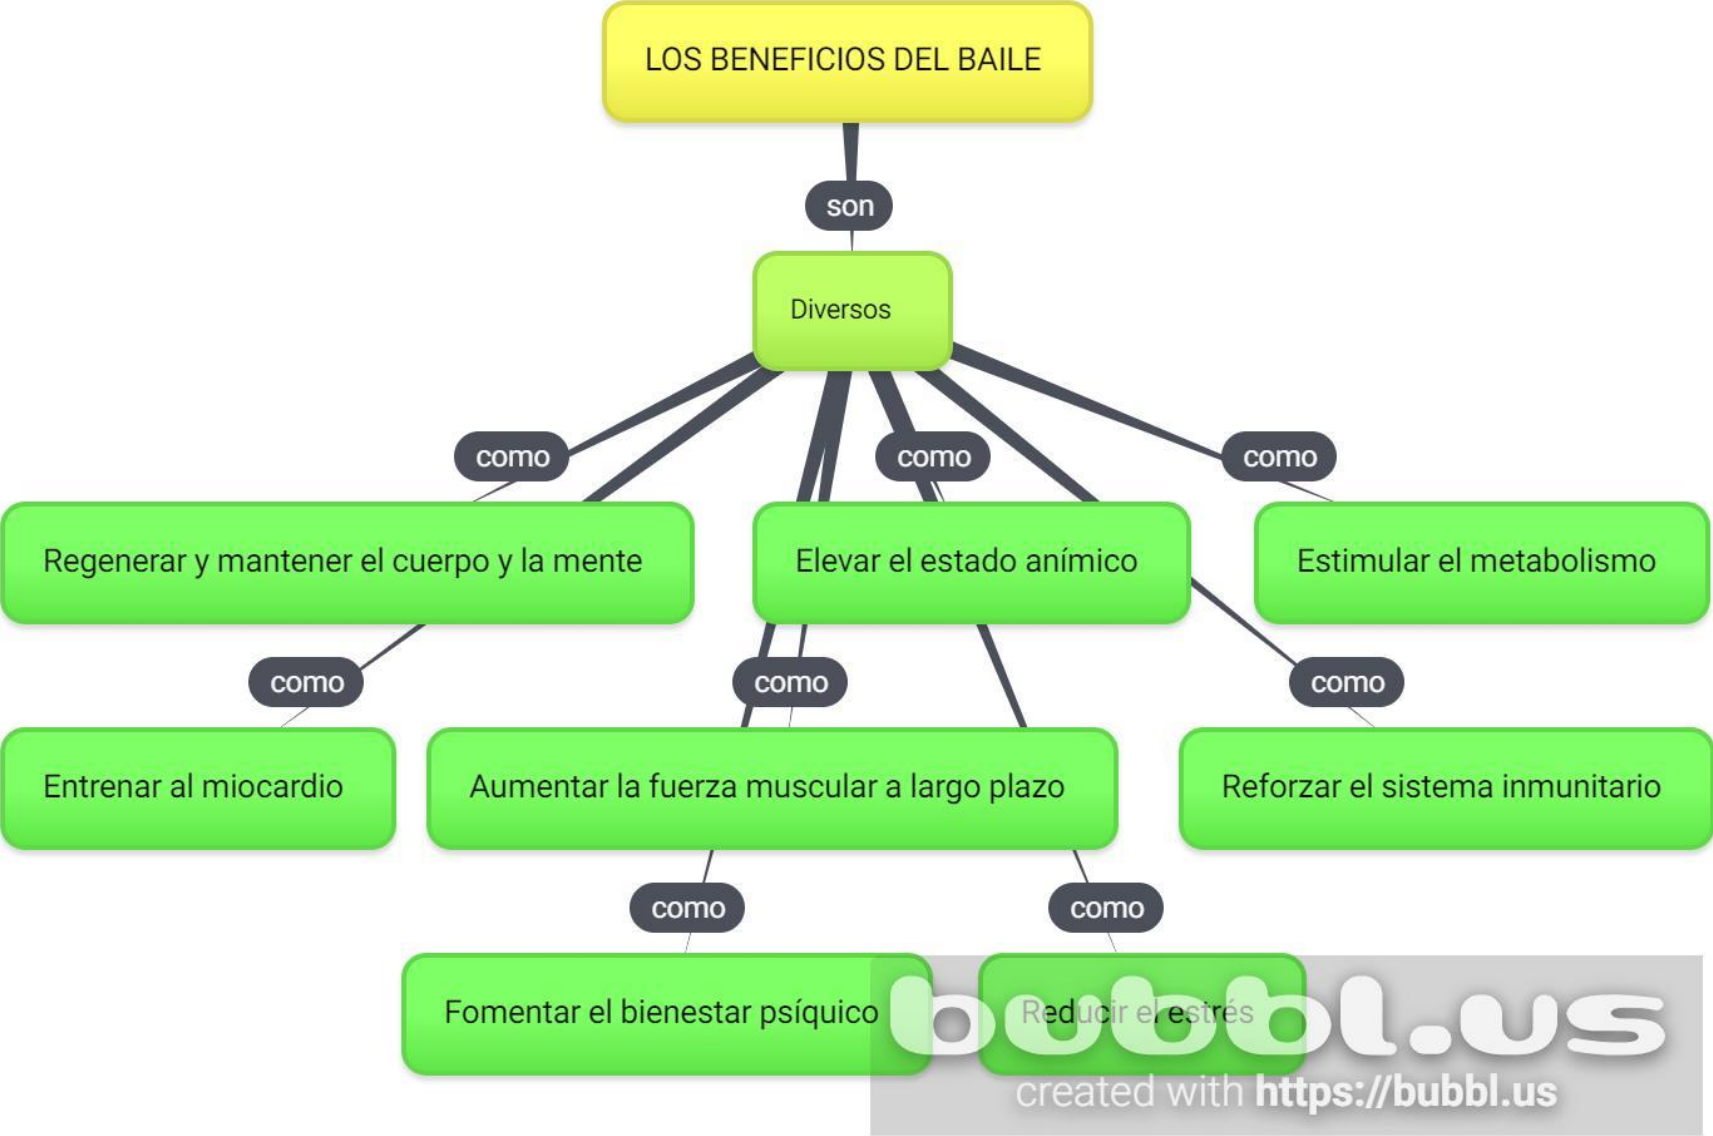 LOS BENEFICIOS DEL BAILE
son
Diversos
como
como
como
Regenerar y mantener el cuerpo y la mente
Elevar el estado anímico
Estimular el metabolismo
como
como
como
Entrenar al miocardio
Aumentar la fuerza muscular a largo plazo
Reforzar el sistema inmunitario
como
como
Fomentar el bienestar psíquico
Reducir el estrés
bubbl.us
created with https://bubbl.us